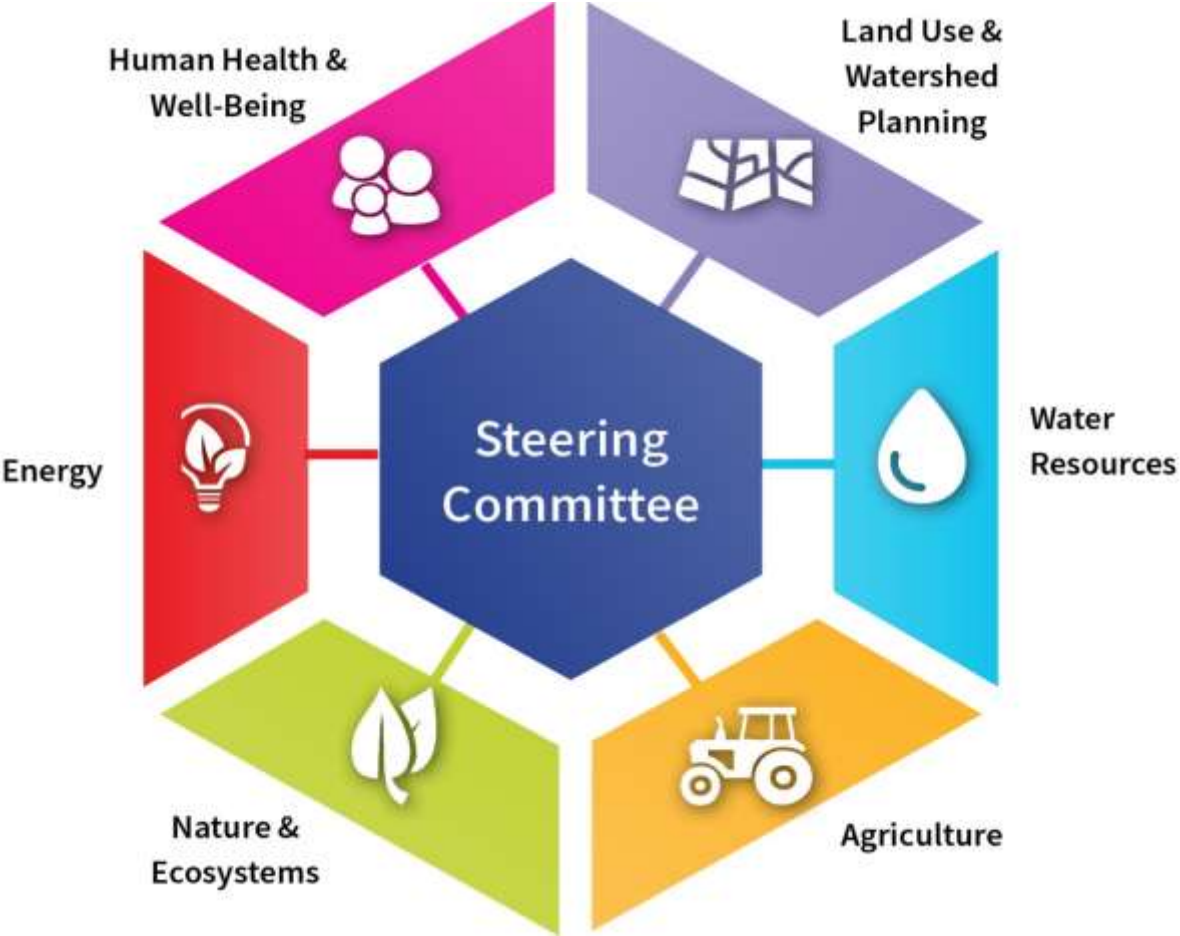 Human Health &
Well-Being
Land Use &
Watershed
Planning
Energy
Steering
Committee
Water
Resources
Nature &
Ecosystems
Agriculture